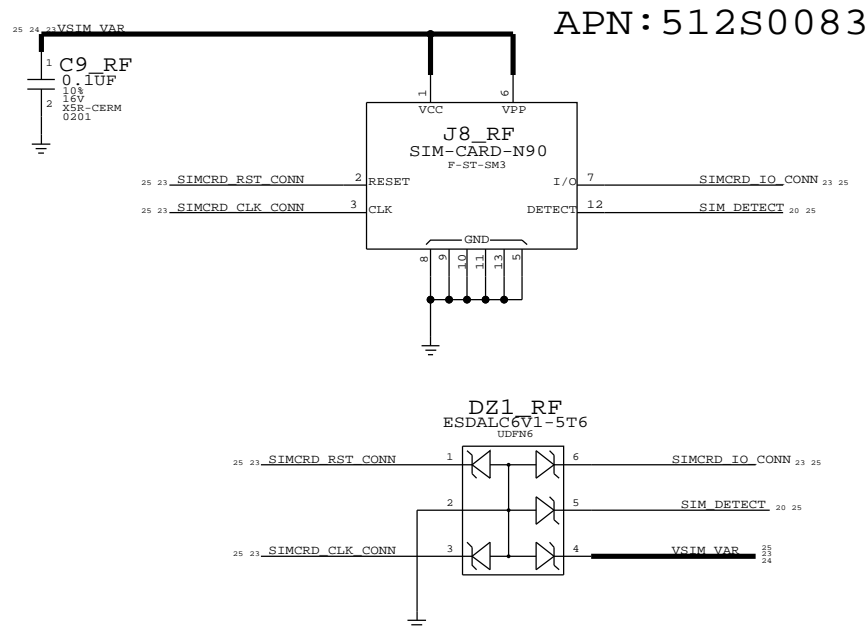 APN:512S0083
25 24 23 VSIM_VAR
1
C9_RF
0.1UF
10%
16V
X5R-CERM
0201
2
1
6
VCC
VPP
J8_RF
SIM-CARD-N90
F-ST-SM3
25 23 SIMCRD_RST_CONN 2 RESET
I/O 7 SIMCRD_IO_CONN 23 25
25 23 SIMCRD_CLK_CONN 3 CLK
DETECT 12 SIM_DETECT 20 25
GND
8 9 10 11 13 5
DZ1_RF
ESDALC6V1-5T6
UDFN6
25 23 SIMCRD_RST_CONN 1
6 SIMCRD_IO_CONN 23 25
2
5 SIM_DETECT 20 25
25 23 SIMCRD_CLK_CONN 3
4 VSIM_VAR 25
23
24